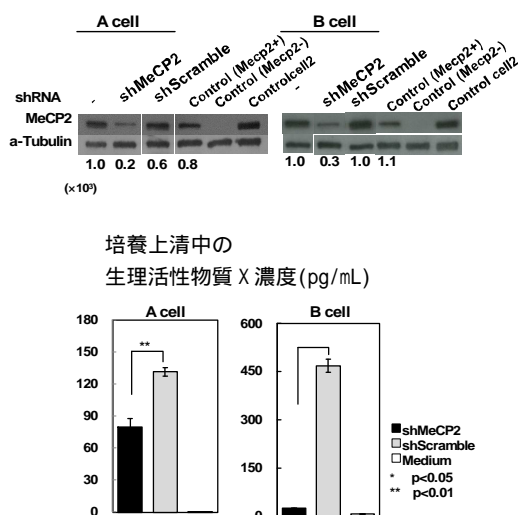 A cell
B cell
shRNA
-
shMeCP2
shScramble
Control (Mecp2+)
Control (Mecp2-)
Controlcell2
-
shMeCP2
shScramble
Control (Mecp2+)
Control (Mecp2-)
Control cell2
MeCP2
a-Tubulin
1.0 0.2 0.6 0.8
1.0 0.3 1.0 1.1
(×10³)
培養上清中の
生理活性物質 X 濃度(pg/mL)
A cell
180
150
120
90
60
30
0
**
B cell
600
450
300
150
0
shMeCP2
shScramble
Medium
* p<0.05
** p<0.01